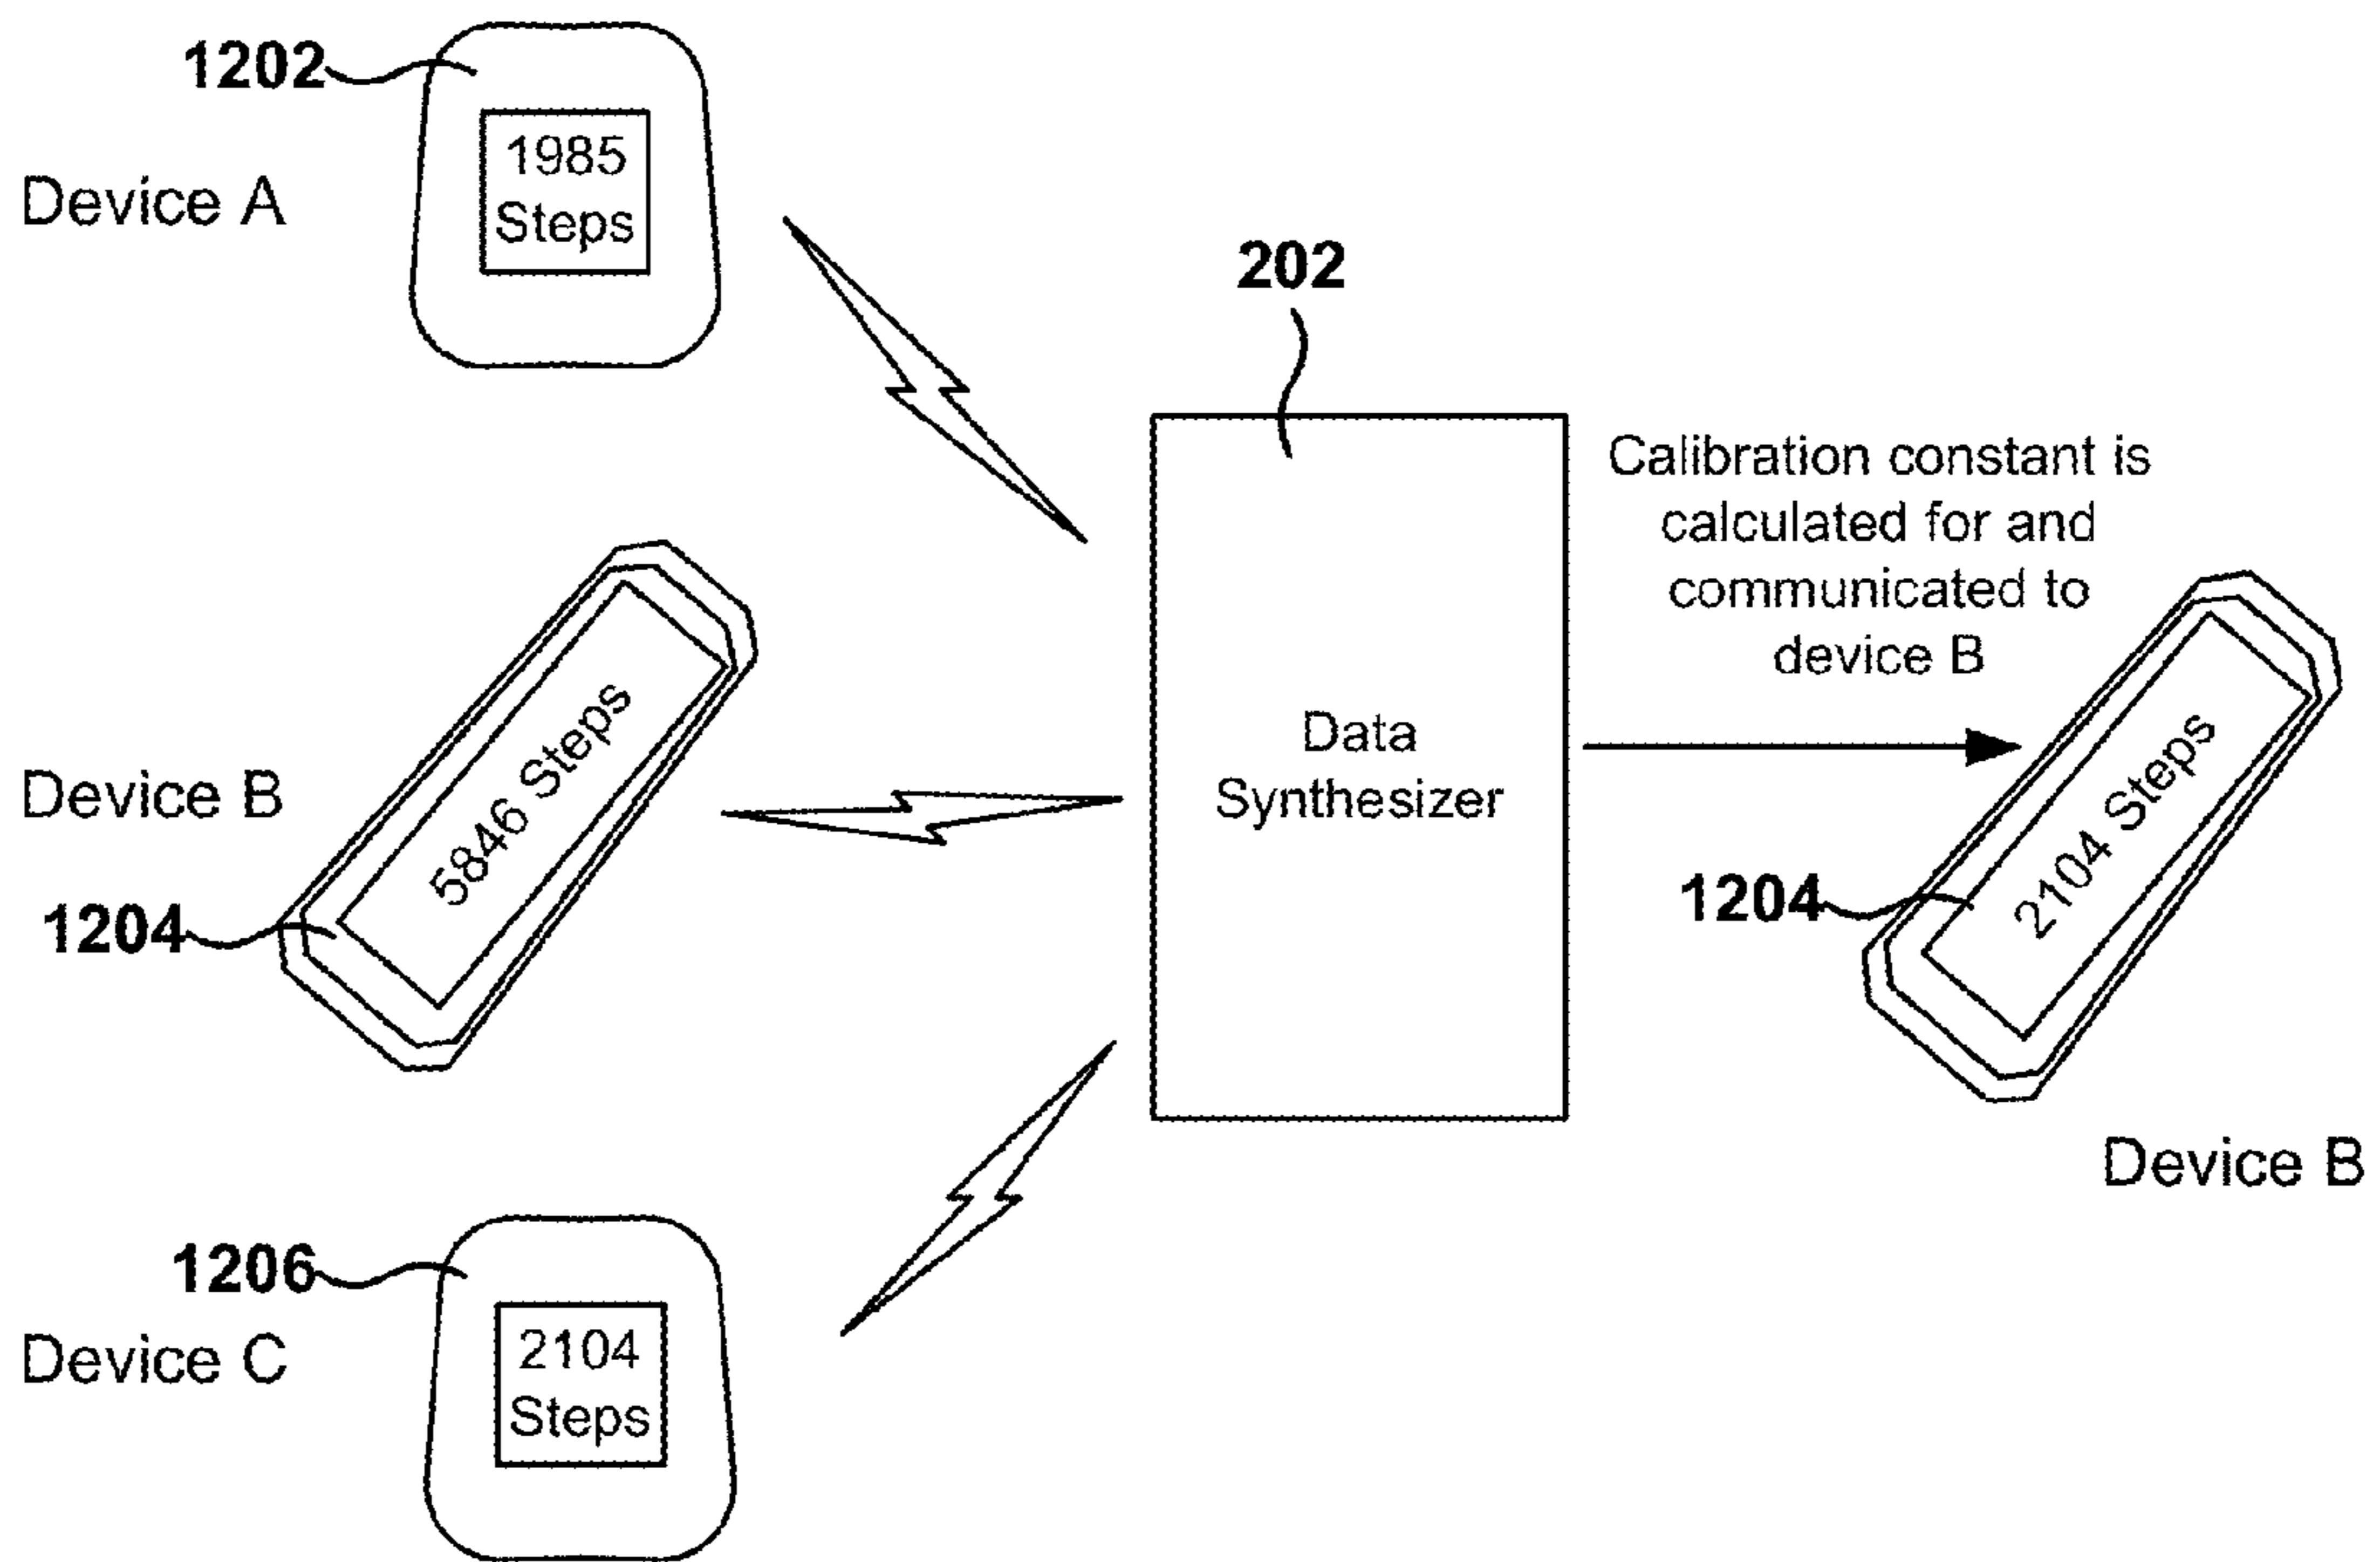 1202
Device A
1985
Steps
202
Calibration constant is
calculated for and
communicated to
device B
Data
Synthesizer
Device B
5846 Steps
1204
1204
2104 Steps
Device B
1206
Device C
2104
Steps